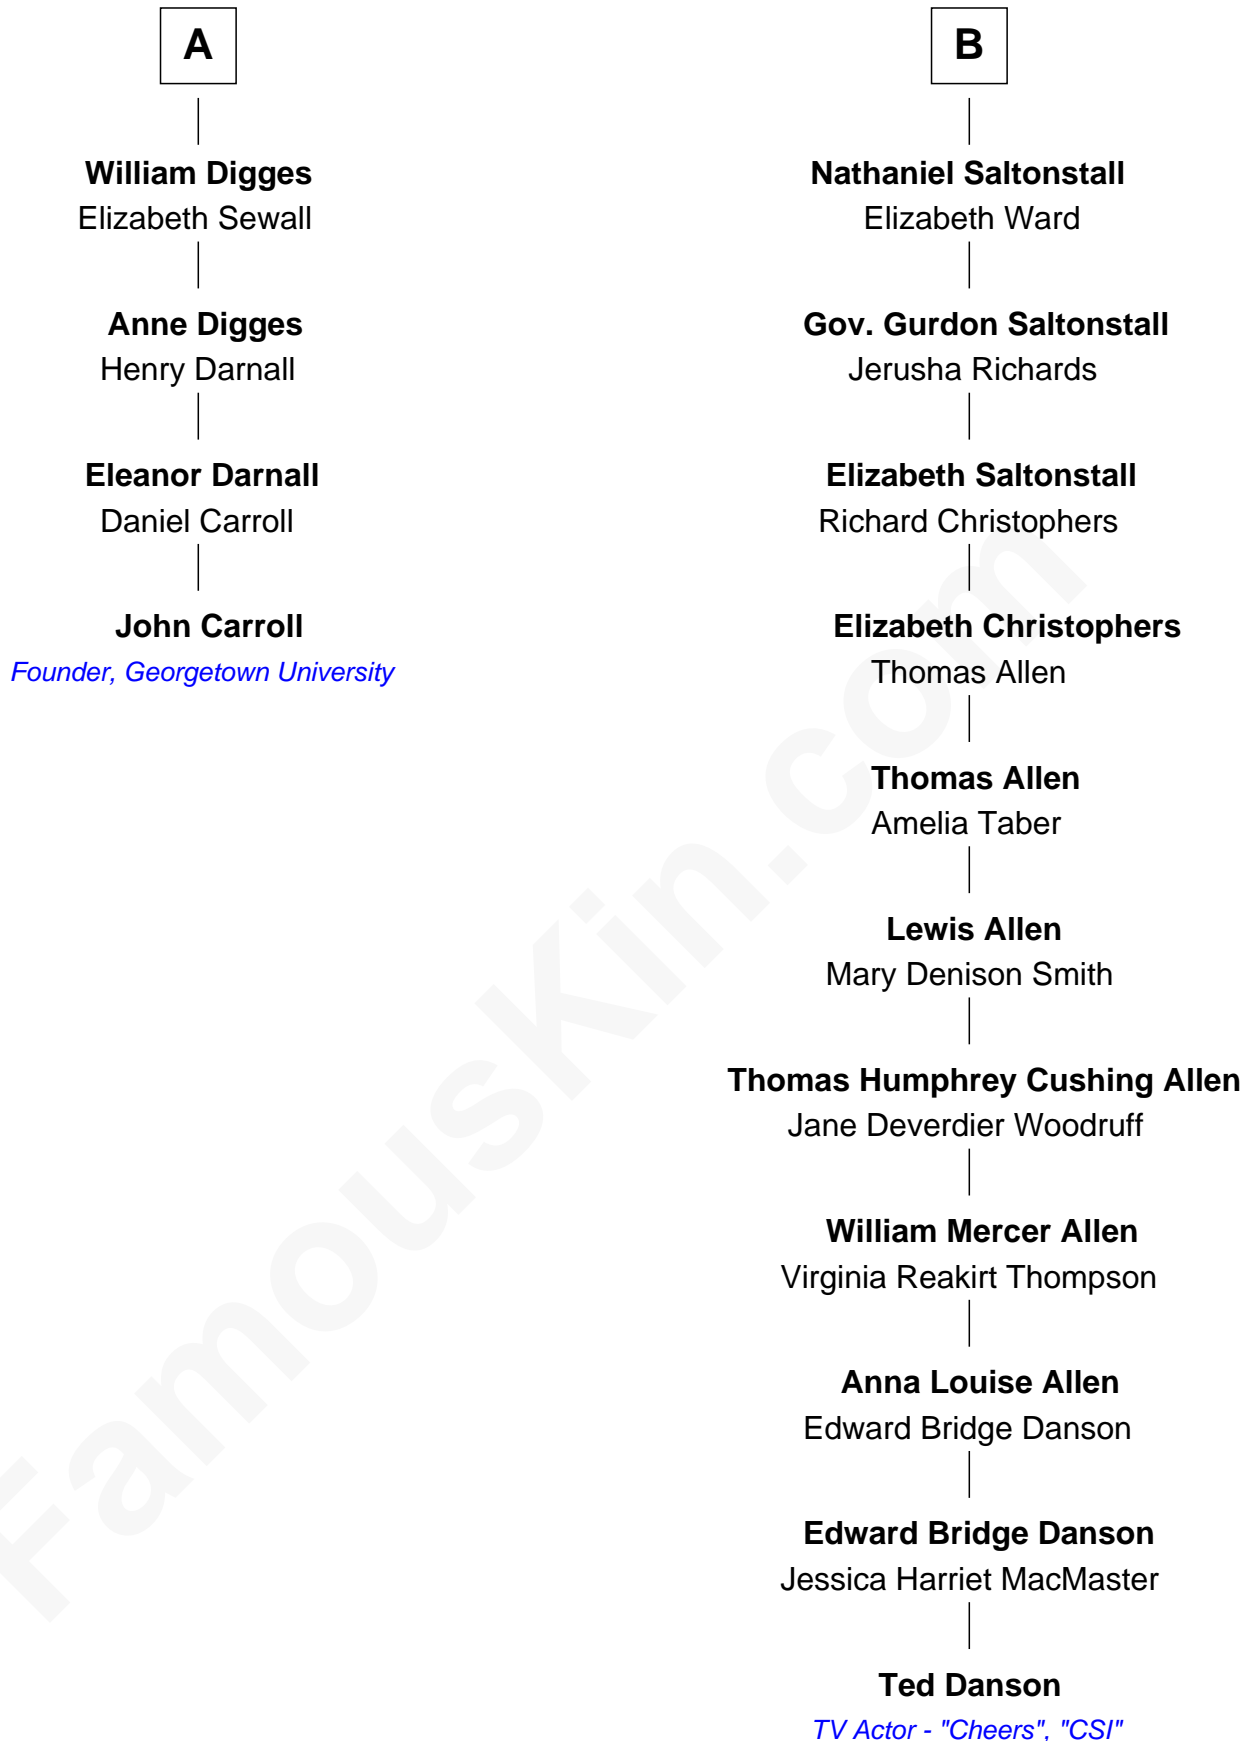 A
William Digges
Elizabeth Sewall
Anne Digges
Henry Darnall
Eleanor Darnall
Daniel Carroll
John Carroll
Founder, Georgetown University
B
Nathaniel Saltonstall
Elizabeth Ward
Gov. Gurdon Saltonstall
Jerusha Richards
Elizabeth Saltonstall
Richard Christophers
Elizabeth Christophers
Thomas Allen
Thomas Allen
Amelia Taber
Lewis Allen
Mary Denison Smith
Thomas Humphrey Cushing Allen
Jane Deverdier Woodruff
William Mercer Allen
Virginia Reakirt Thompson
Anna Louise Allen
Edward Bridge Danson
Edward Bridge Danson
Jessica Harriet MacMaster
Ted Danson
TV Actor - "Cheers", "CSI"
FamousKin.com